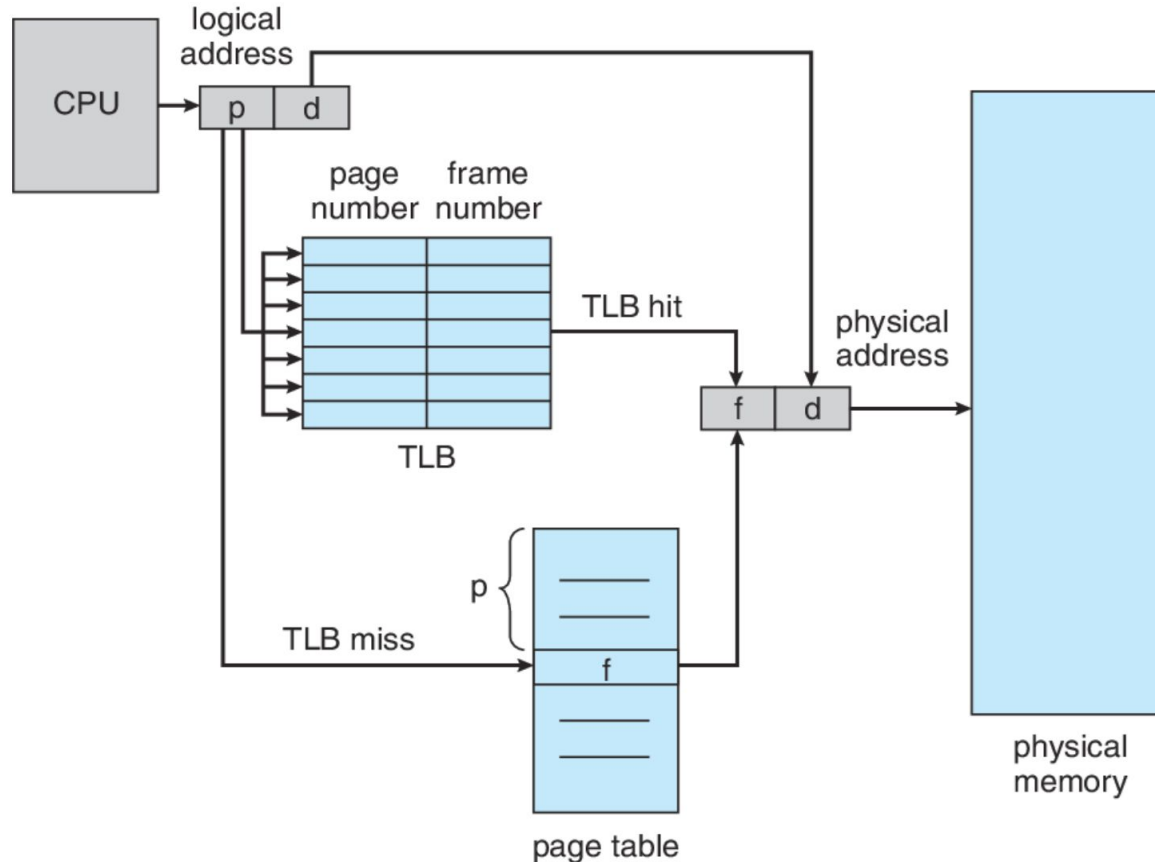 logical
address
CPU
p
d
page
number
frame
number
TLB hit
physical
address
f
d
TLB
p
TLB miss
f
physical
memory
page table